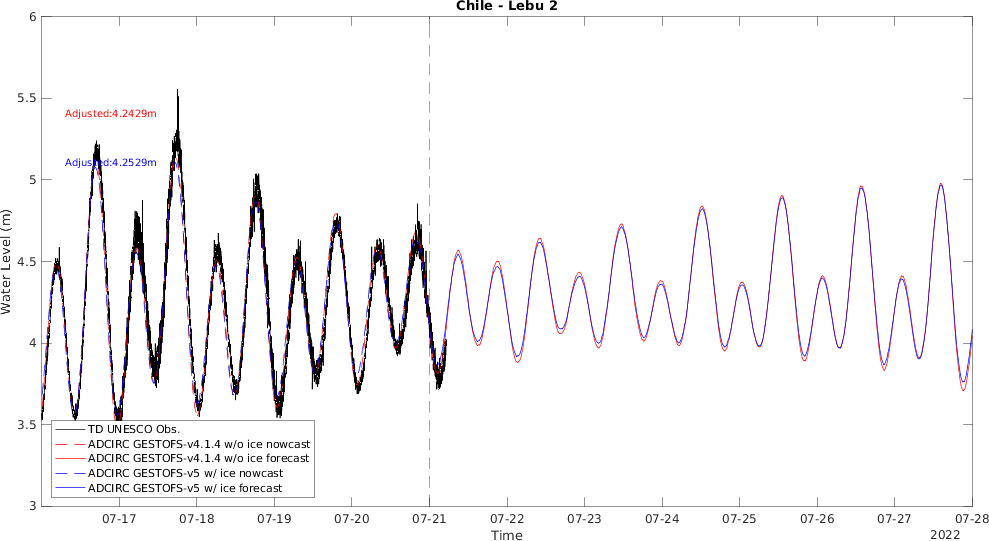 Chile - Lebu 2
6
5.5
5
4.5
4
3.5
3
Water Level (m)
Adjusted:4.2429m
Adjusted:4.2529m
TD UNESCO Obs.
ADCIRC GESTOFS-v4.1.4 w/o ice nowcast
ADCIRC GESTOFS-v4.1.4 w/o ice forecast
ADCIRC GESTOFS-v5 w/ ice nowcast
ADCIRC GESTOFS-v5 w/ ice forecast
07-17 07-18 07-19 07-20 07-21 07-22 07-23 07-24 07-25 07-26 07-27 07-28
Time
2022